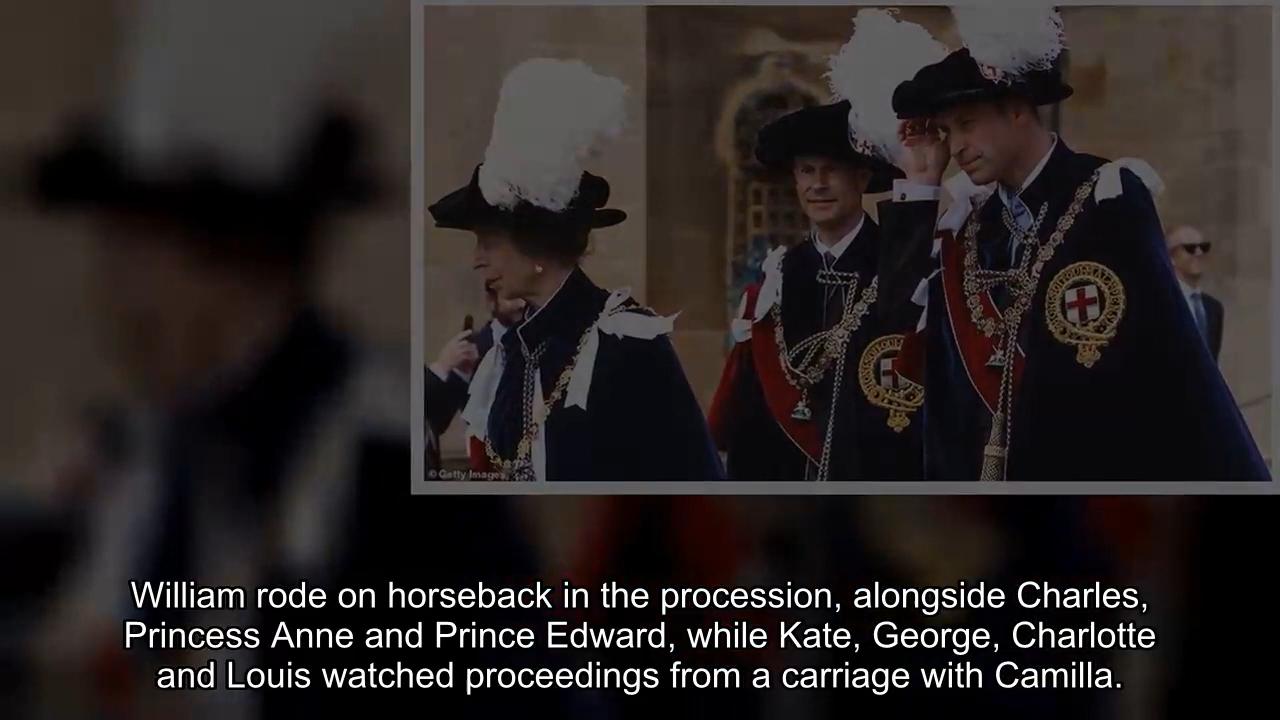 © Getty Images
William rode on horseback in the procession, alongside Charles,
Princess Anne and Prince Edward, while Kate, George, Charlotte
and Louis watched proceedings from a carriage with Camilla.